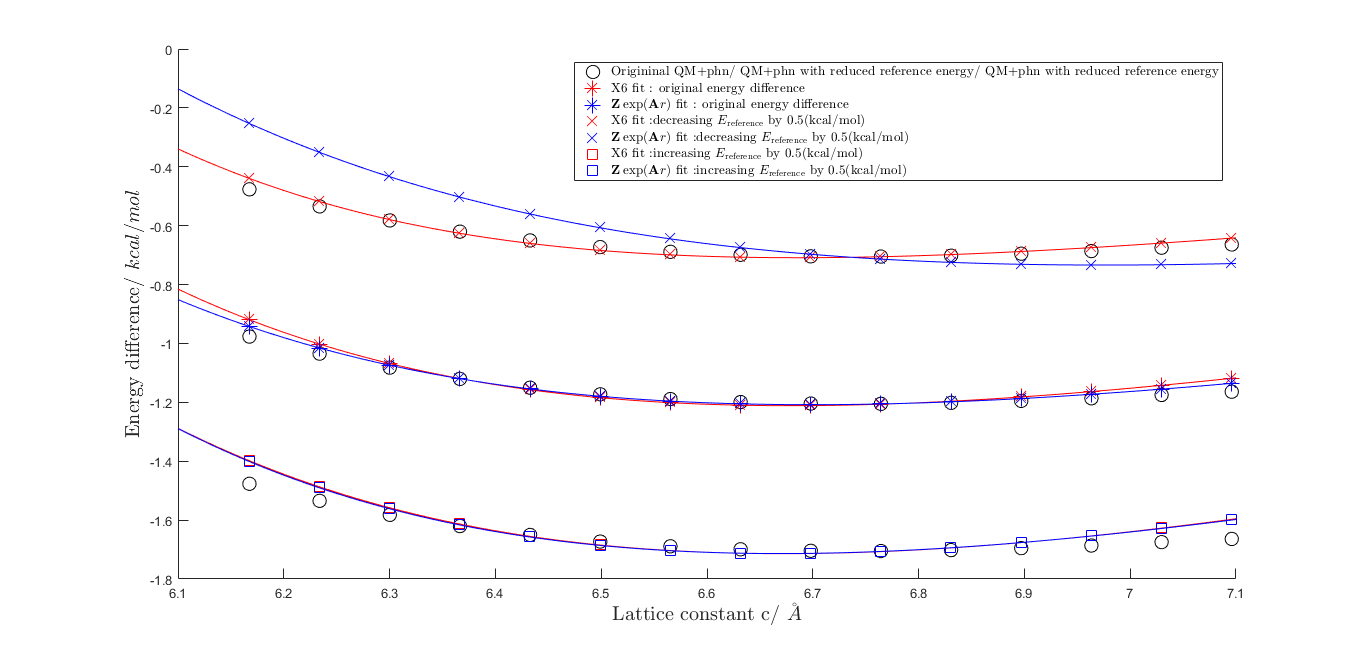 0
-0.2
-0.4
-0.6
-0.8
-1
-1.2
-1.4
-1.6
-1.8
Energy difference/ kcal/mol
Origininal QM+phn/ QM+phn with reduced reference energy/ QM+phn with reduced reference energy
X6 fit : original energy difference
Z exp(Ar) fit : original energy difference
X6 fit :decreasing E_reference by 0.5(kcal/mol)
Z exp(Ar) fit :decreasing E_reference by 0.5(kcal/mol)
X6 fit :increasing E_reference by 0.5(kcal/mol)
Z exp(Ar) fit :increasing E_reference by 0.5(kcal/mol)
6.1 6.2 6.3 6.4 6.5 6.6 6.7 6.8 6.9 7 7.1
Lattice constant c/ Å